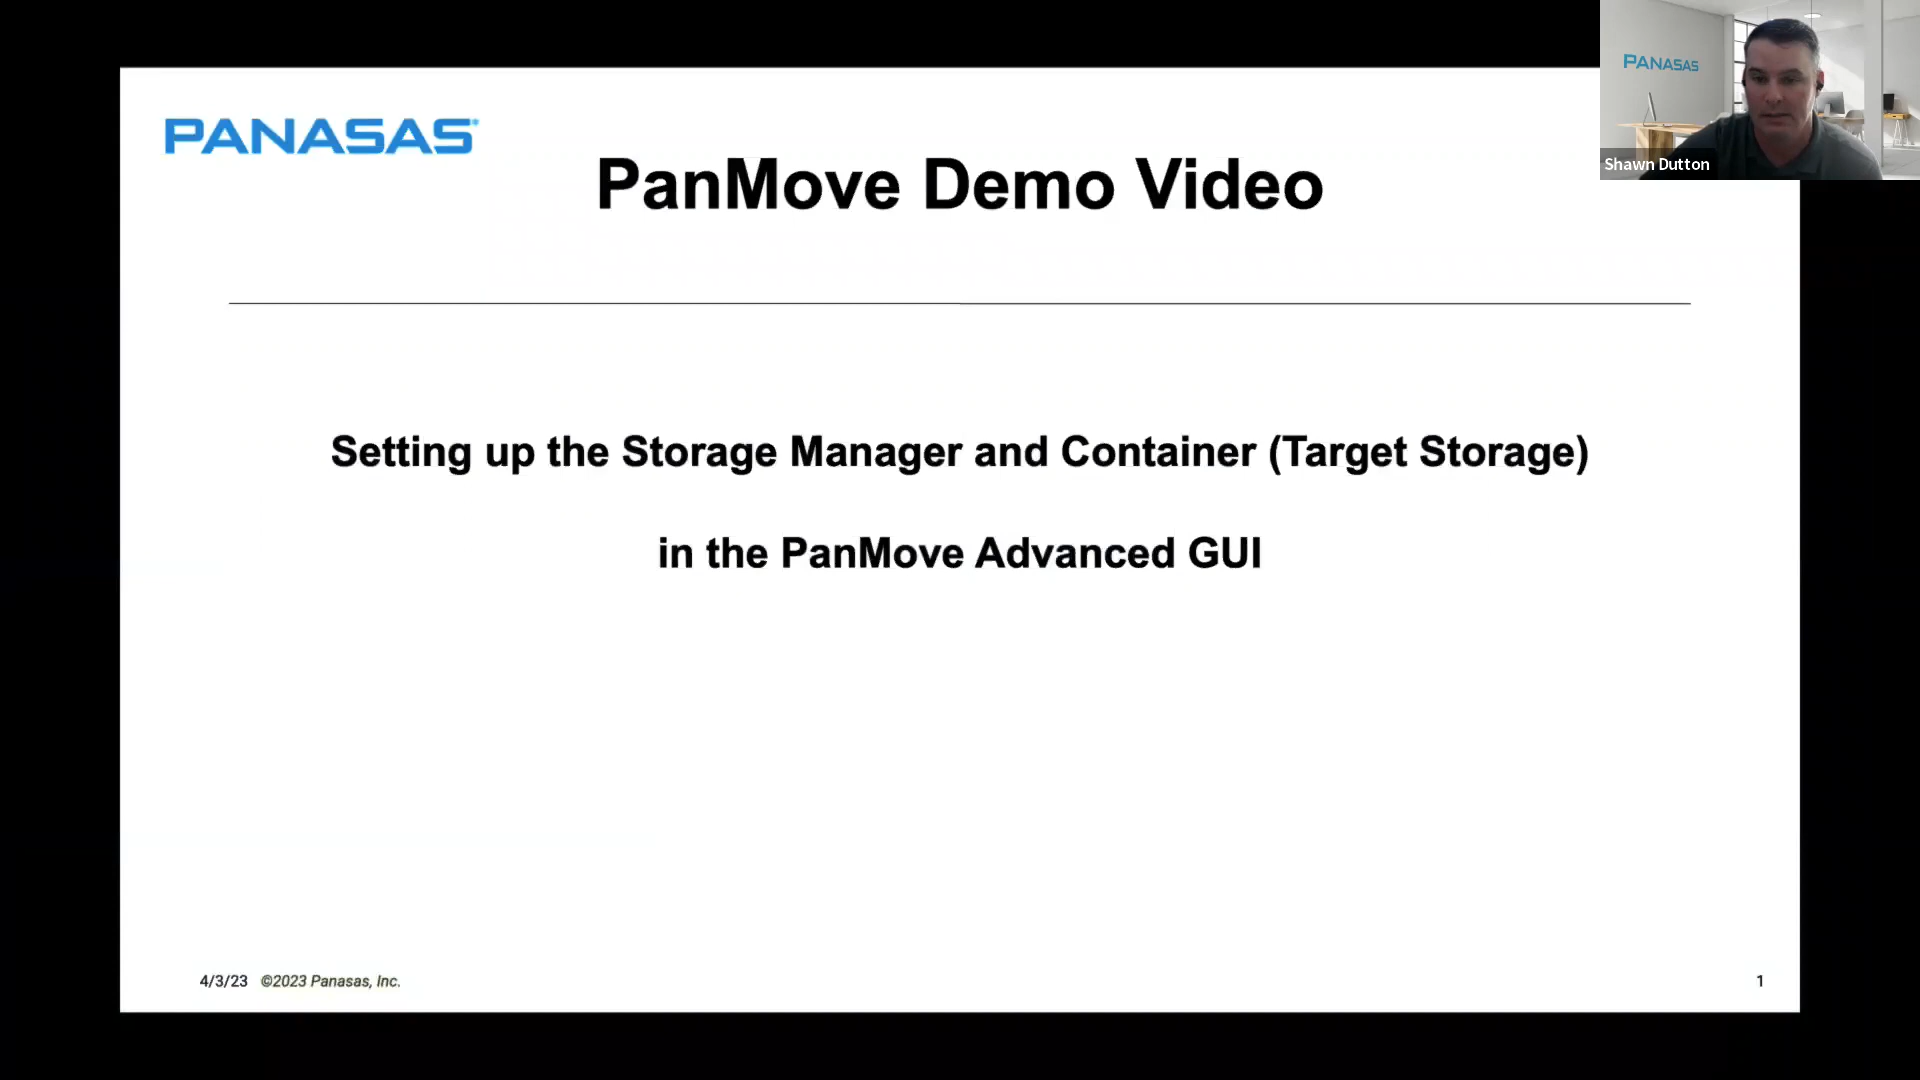 PANASAS
PanMove Demo Video
Setting up the Storage Manager and Container (Target Storage)
in the PanMove Advanced GUI
4/3/23 ©2023 Panasas, Inc.
1
PANASAS
Shawn Dutton